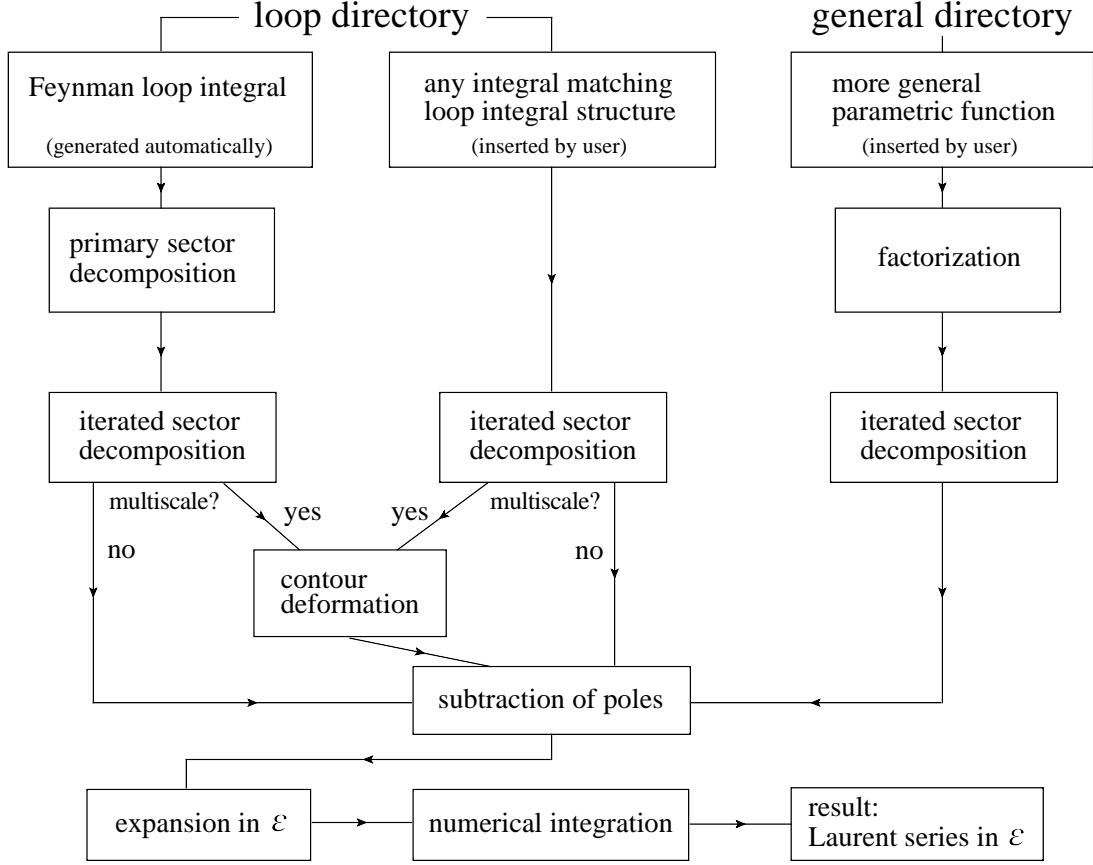 loop directory
general directory
Feynman loop integral
(generated automatically)
any integral matching
loop integral structure
(inserted by user)
more general
parametric function
(inserted by user)
primary sector
decomposition
factorization
iterated sector
decomposition
iterated sector
decomposition
iterated sector
decomposition
multiscale?
yes
yes
multiscale?
no
no
contour
deformation
subtraction of poles
expansion in ε
numerical integration
result:
Laurent series in ε